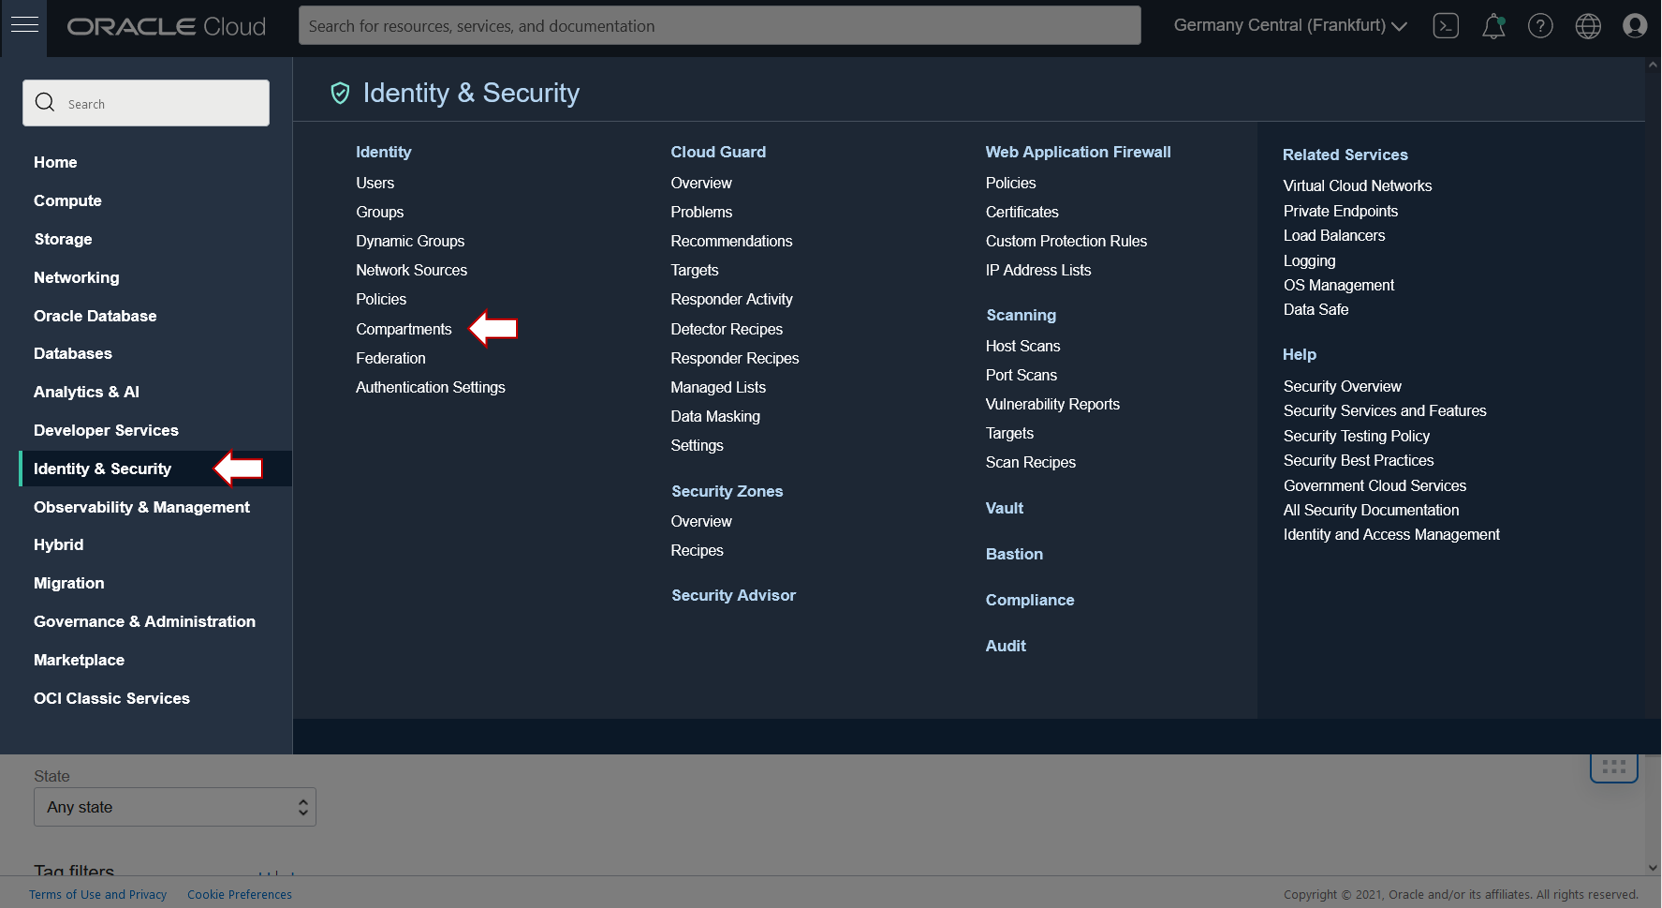 ORACLE Cloud
Search for resources, services, and documentation
Germany Central (Frankfurt)
Search
Home
Compute
Storage
Networking
Oracle Database
Databases
Analytics & AI
Developer Services
Identity & Security
Observability & Management
Hybrid
Migration
Governance & Administration
Marketplace
OCI Classic Services
Identity & Security
Identity
Users
Groups
Dynamic Groups
Network Sources
Policies
Compartments
Federation
Authentication Settings
Cloud Guard
Overview
Problems
Recommendations
Targets
Responder Activity
Detector Recipes
Responder Recipes
Managed Lists
Data Masking
Settings
Security Zones
Overview
Recipes
Security Advisor
Web Application Firewall
Policies
Certificates
Custom Protection Rules
IP Address Lists
Scanning
Host Scans
Port Scans
Vulnerability Reports
Targets
Scan Recipes
Vault
Bastion
Compliance
Audit
Related Services
Virtual Cloud Networks
Private Endpoints
Load Balancers
Logging
OS Management
Data Safe
Help
Security Overview
Security Services and Features
Security Testing Policy
Security Best Practices
Government Cloud Services
All Security Documentation
Identity and Access Management
State
Any state
Tag filters
Terms of Use and Privacy
Cookie Preferences
Copyright © 2021, Oracle and/or its affiliates. All rights reserved.